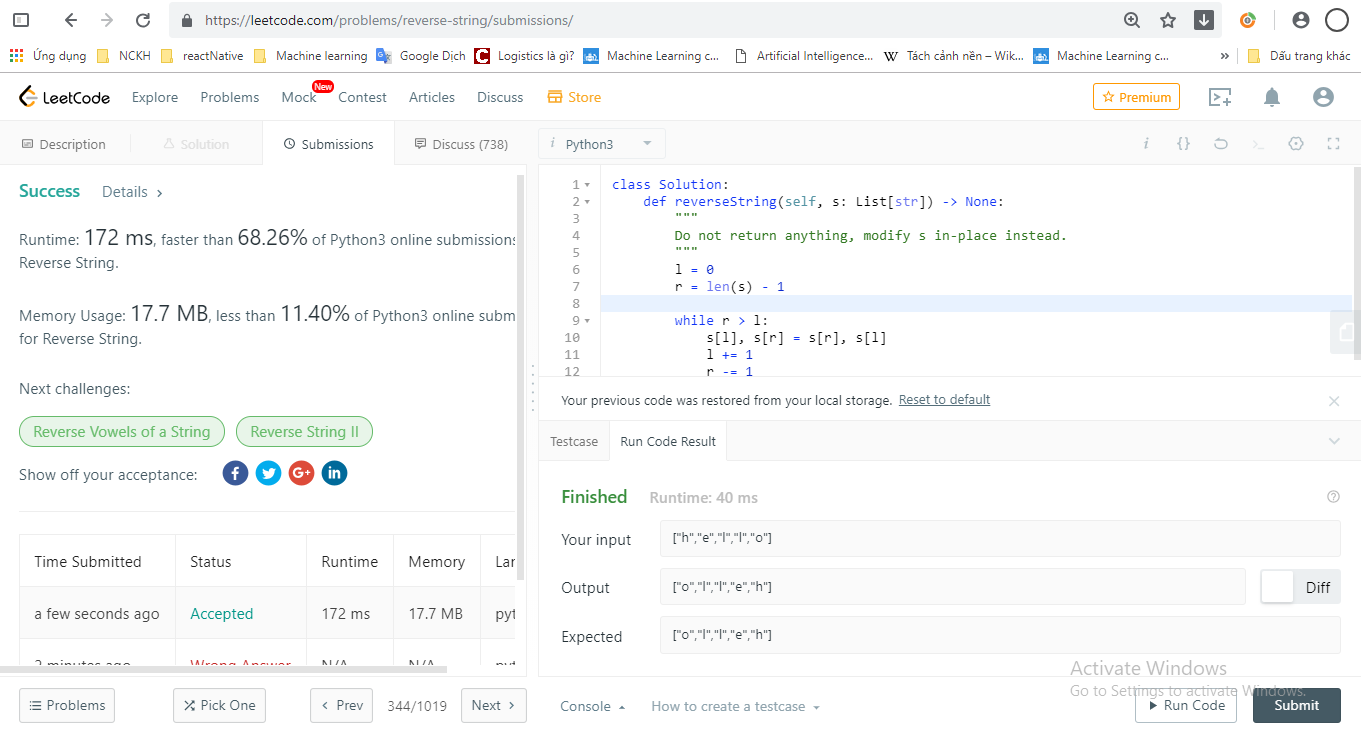 https://leetcode.com/problems/reverse-string/submissions/
Ứng dụng NCKH reactNative Machine learning Google Dịch Logistics là gì? Machine Learning c... Artificial Intelligence... Tách cảnh nền – Wik... Machine Learning c... » Dấu trang khác
LeetCode Explore Problems Mock New Contest Articles Discuss Store Premium
Description Solution Submissions Discuss (738)
Success Details >
Runtime: 172 ms, faster than 68.26% of Python3 online submissions
Reverse String.
Memory Usage: 17.7 MB, less than 11.40% of Python3 online subm
for Reverse String.
Next challenges:
Reverse Vowels of a String Reverse String II
Show off your acceptance:
Time Submitted Status Runtime Memory Lar
a few seconds ago Accepted 172 ms 17.7 MB pyt
2 minutes ago Wrong Answer N/A N/A pyt
Problems Pick One < Prev 344/1019 Next >
i Python3
1 class Solution:
2 def reverseString(self, s: List[str]) -> None:
3 """
4 Do not return anything, modify s in-place instead.
5 """
6 l = 0
7 r = len(s) - 1
8
9 while r > l:
10 s[l], s[r] = s[r], s[l]
11 l += 1
12 r -= 1
Your previous code was restored from your local storage. Reset to default
Testcase Run Code Result
Finished Runtime: 40 ms
Your input ["h","e","l","l","o"]
Output ["o","l","l","e","h"] Diff
Expected ["o","l","l","e","h"]
Activate Windows
Go to Settings to activate Windows.
Console How to create a testcase Run Code Submit